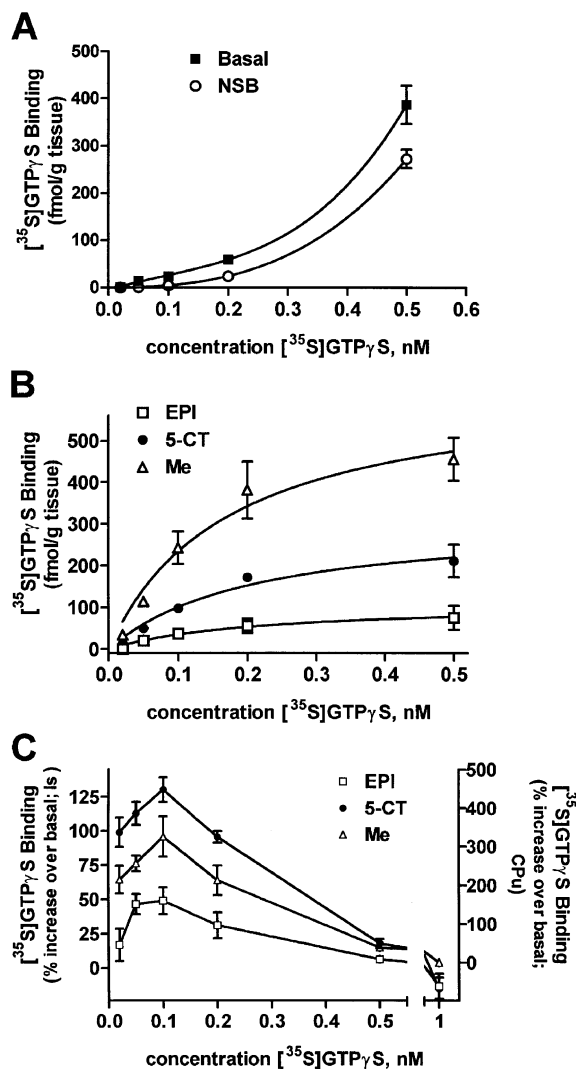 A
[35S]GTPγS Binding
(fmol/g tissue)
500
400
300
200
100
0
Basal
NSB
0.0 0.1 0.2 0.3 0.4 0.5 0.6
concentration [35S]GTPγS, nM
B
[35S]GTPγS Binding
(fmol/g tissue)
500
400
300
200
100
0
EPI
5-CT
Me
0.0 0.1 0.2 0.3 0.4 0.5
concentration [35S]GTPγS, nM
C
[35S]GTPγS Binding
(% increase over basal; Is)
125
100
75
50
25
0
EPI
5-CT
Me
500
400
300
200
100
0
[35S]GTPγS Binding
(% increase over basal;
CPu)
0.0 0.1 0.2 0.3 0.4 0.5 1
concentration [35S]GTPγS, nM